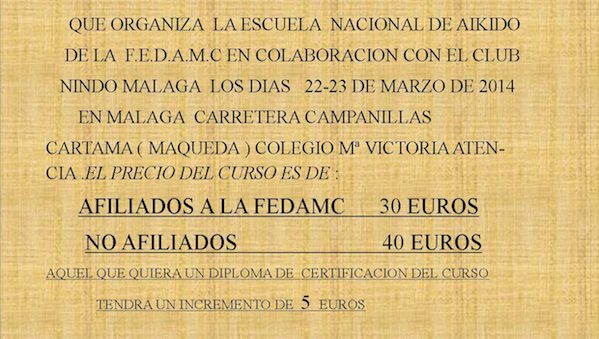 QUE ORGANIZA LA ESCUELA NACIONAL DE AIKIDO
DE LA F.E.D.A.M.C EN COLABORACION CON EL CLUB
NINDO MALAGA LOS DIAS 22-23 DE MARZO DE 2014
EN MALAGA CARRETERA CAMPANILLAS
CARTAMA ( MAQUEDA ) COLEGIO Mª VICTORIA ATEN-
CIA .EL PRECIO DEL CURSO ES DE :
AFILIADOS A LA FEDAMC 30 EUROS
NO AFILIADOS 40 EUROS
AQUEL QUE QUIERA UN DIPLOMA DE CERTIFICACION DEL CURSO
TENDRA UN INCREMENTO DE 5 EUROS